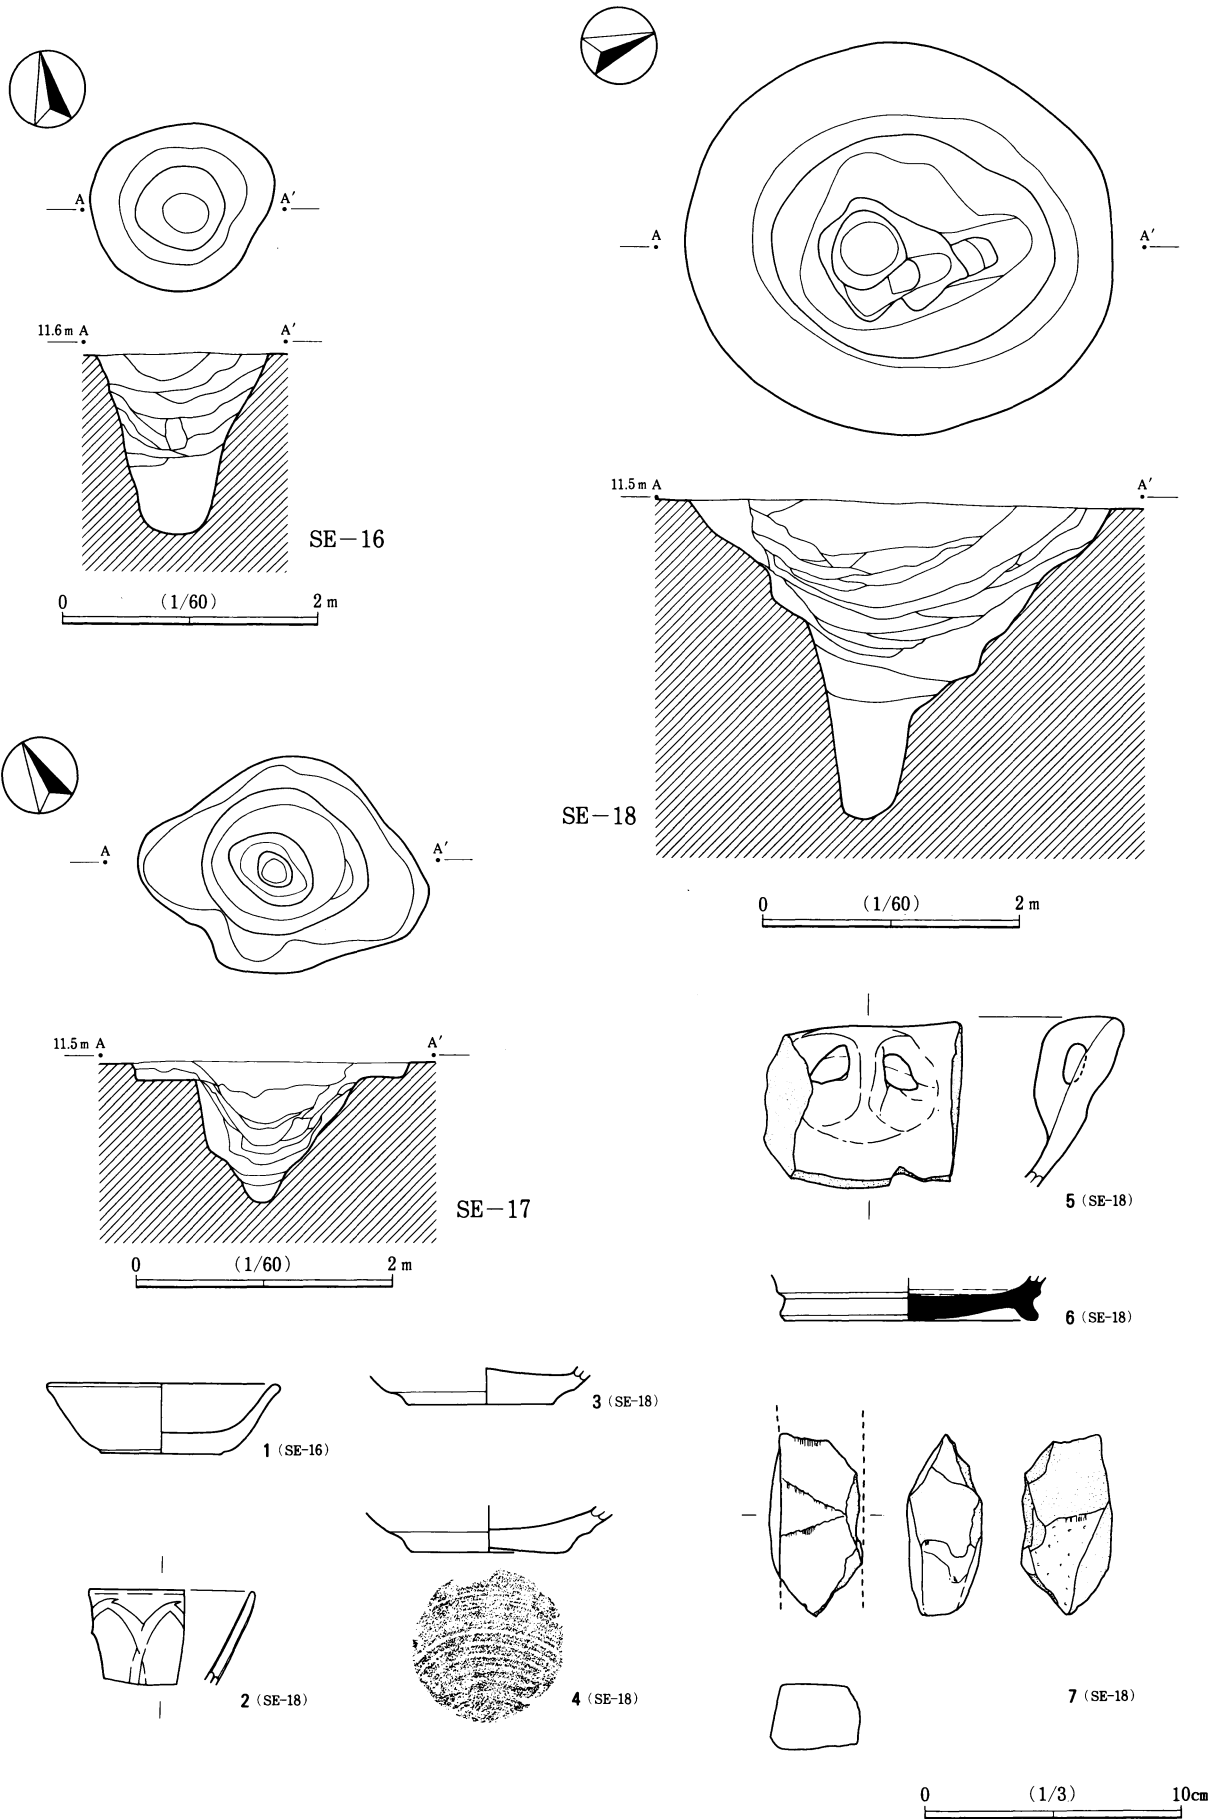 A A′
11.6 m A A′
SE-16
0 (1/60) 2 m
A A′
11.5 m A A′
SE-18
0 (1/60) 2 m
A A′
11.5 m A A′
SE-17
0 (1/60) 2 m
5 (SE-18)
6 (SE-18)
1 (SE-16)
3 (SE-18)
2 (SE-18)
4 (SE-18)
7 (SE-18)
0 (1/3) 10cm